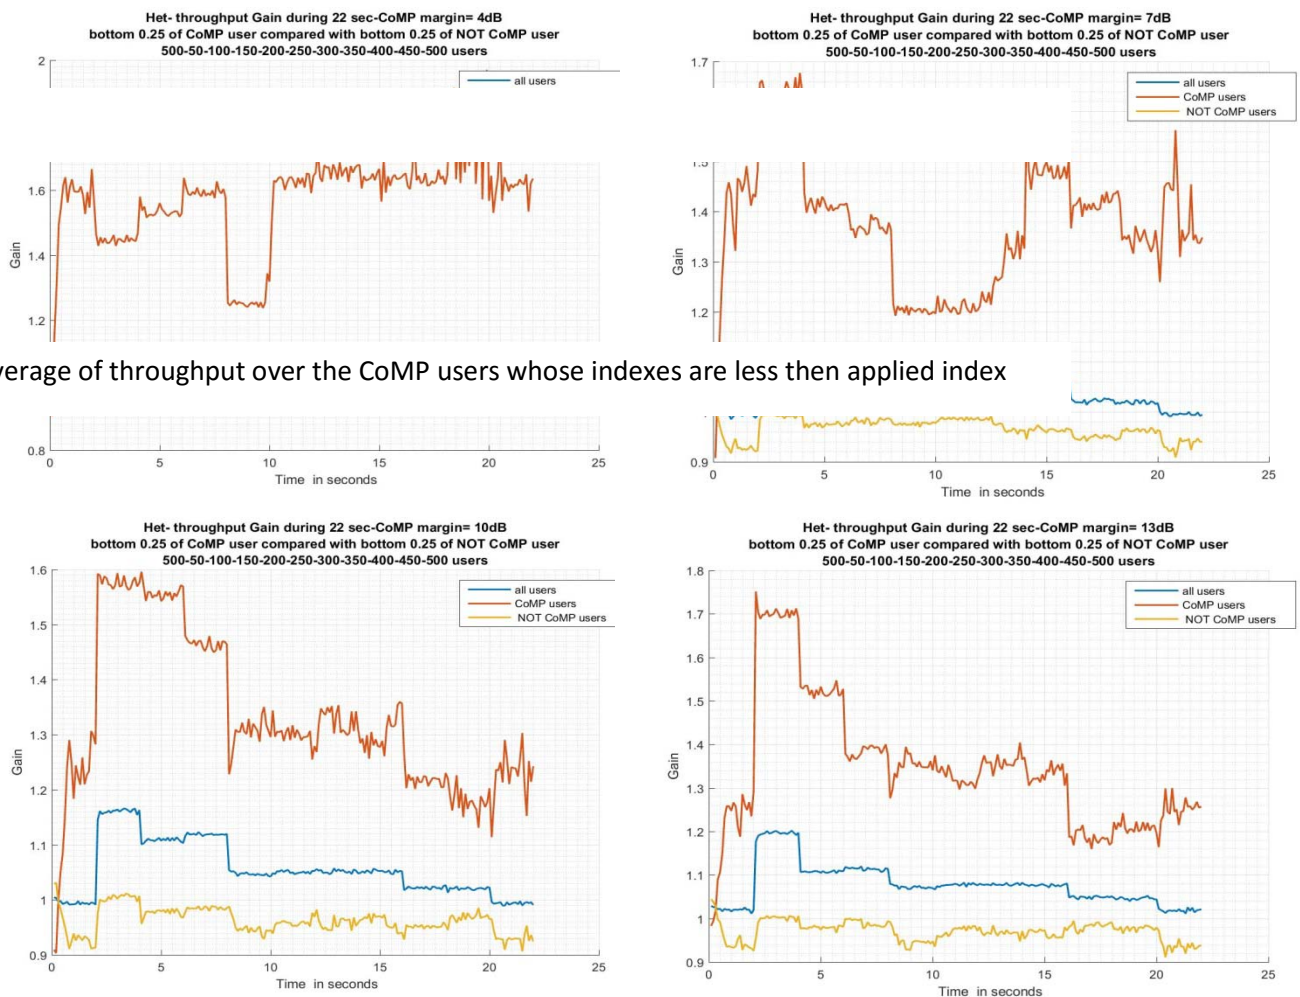 Het- throughput Gain during 22 sec-CoMP margin= 4dB
bottom 0.25 of CoMP user compared with bottom 0.25 of NOT CoMP user
500-50-100-150-200-250-300-350-400-450-500 users
2
all users
1.6
1.4
1.2
0.8
Gain
0 5 10 15 20 25
Time in seconds
Het- throughput Gain during 22 sec-CoMP margin= 7dB
bottom 0.25 of CoMP user compared with bottom 0.25 of NOT CoMP user
500-50-100-150-200-250-300-350-400-450-500 users
1.7
all users
CoMP users
NOT CoMP users
1.5
1.4
1.3
1.2
0.9
Gain
0 5 10 15 20 25
Time in seconds
verage of throughput over the CoMP users whose indexes are less then applied index
Het- throughput Gain during 22 sec-CoMP margin= 10dB
bottom 0.25 of CoMP user compared with bottom 0.25 of NOT CoMP user
500-50-100-150-200-250-300-350-400-450-500 users
all users
CoMP users
NOT CoMP users
1.6
1.5
1.4
1.3
1.2
1.1
1
0.9
Gain
0 5 10 15 20 25
Time in seconds
Het- throughput Gain during 22 sec-CoMP margin= 13dB
bottom 0.25 of CoMP user compared with bottom 0.25 of NOT CoMP user
500-50-100-150-200-250-300-350-400-450-500 users
all users
CoMP users
NOT CoMP users
1.8
1.7
1.6
1.5
1.4
1.3
1.2
1.1
1
0.9
Gain
0 5 10 15 20 25
Time in seconds